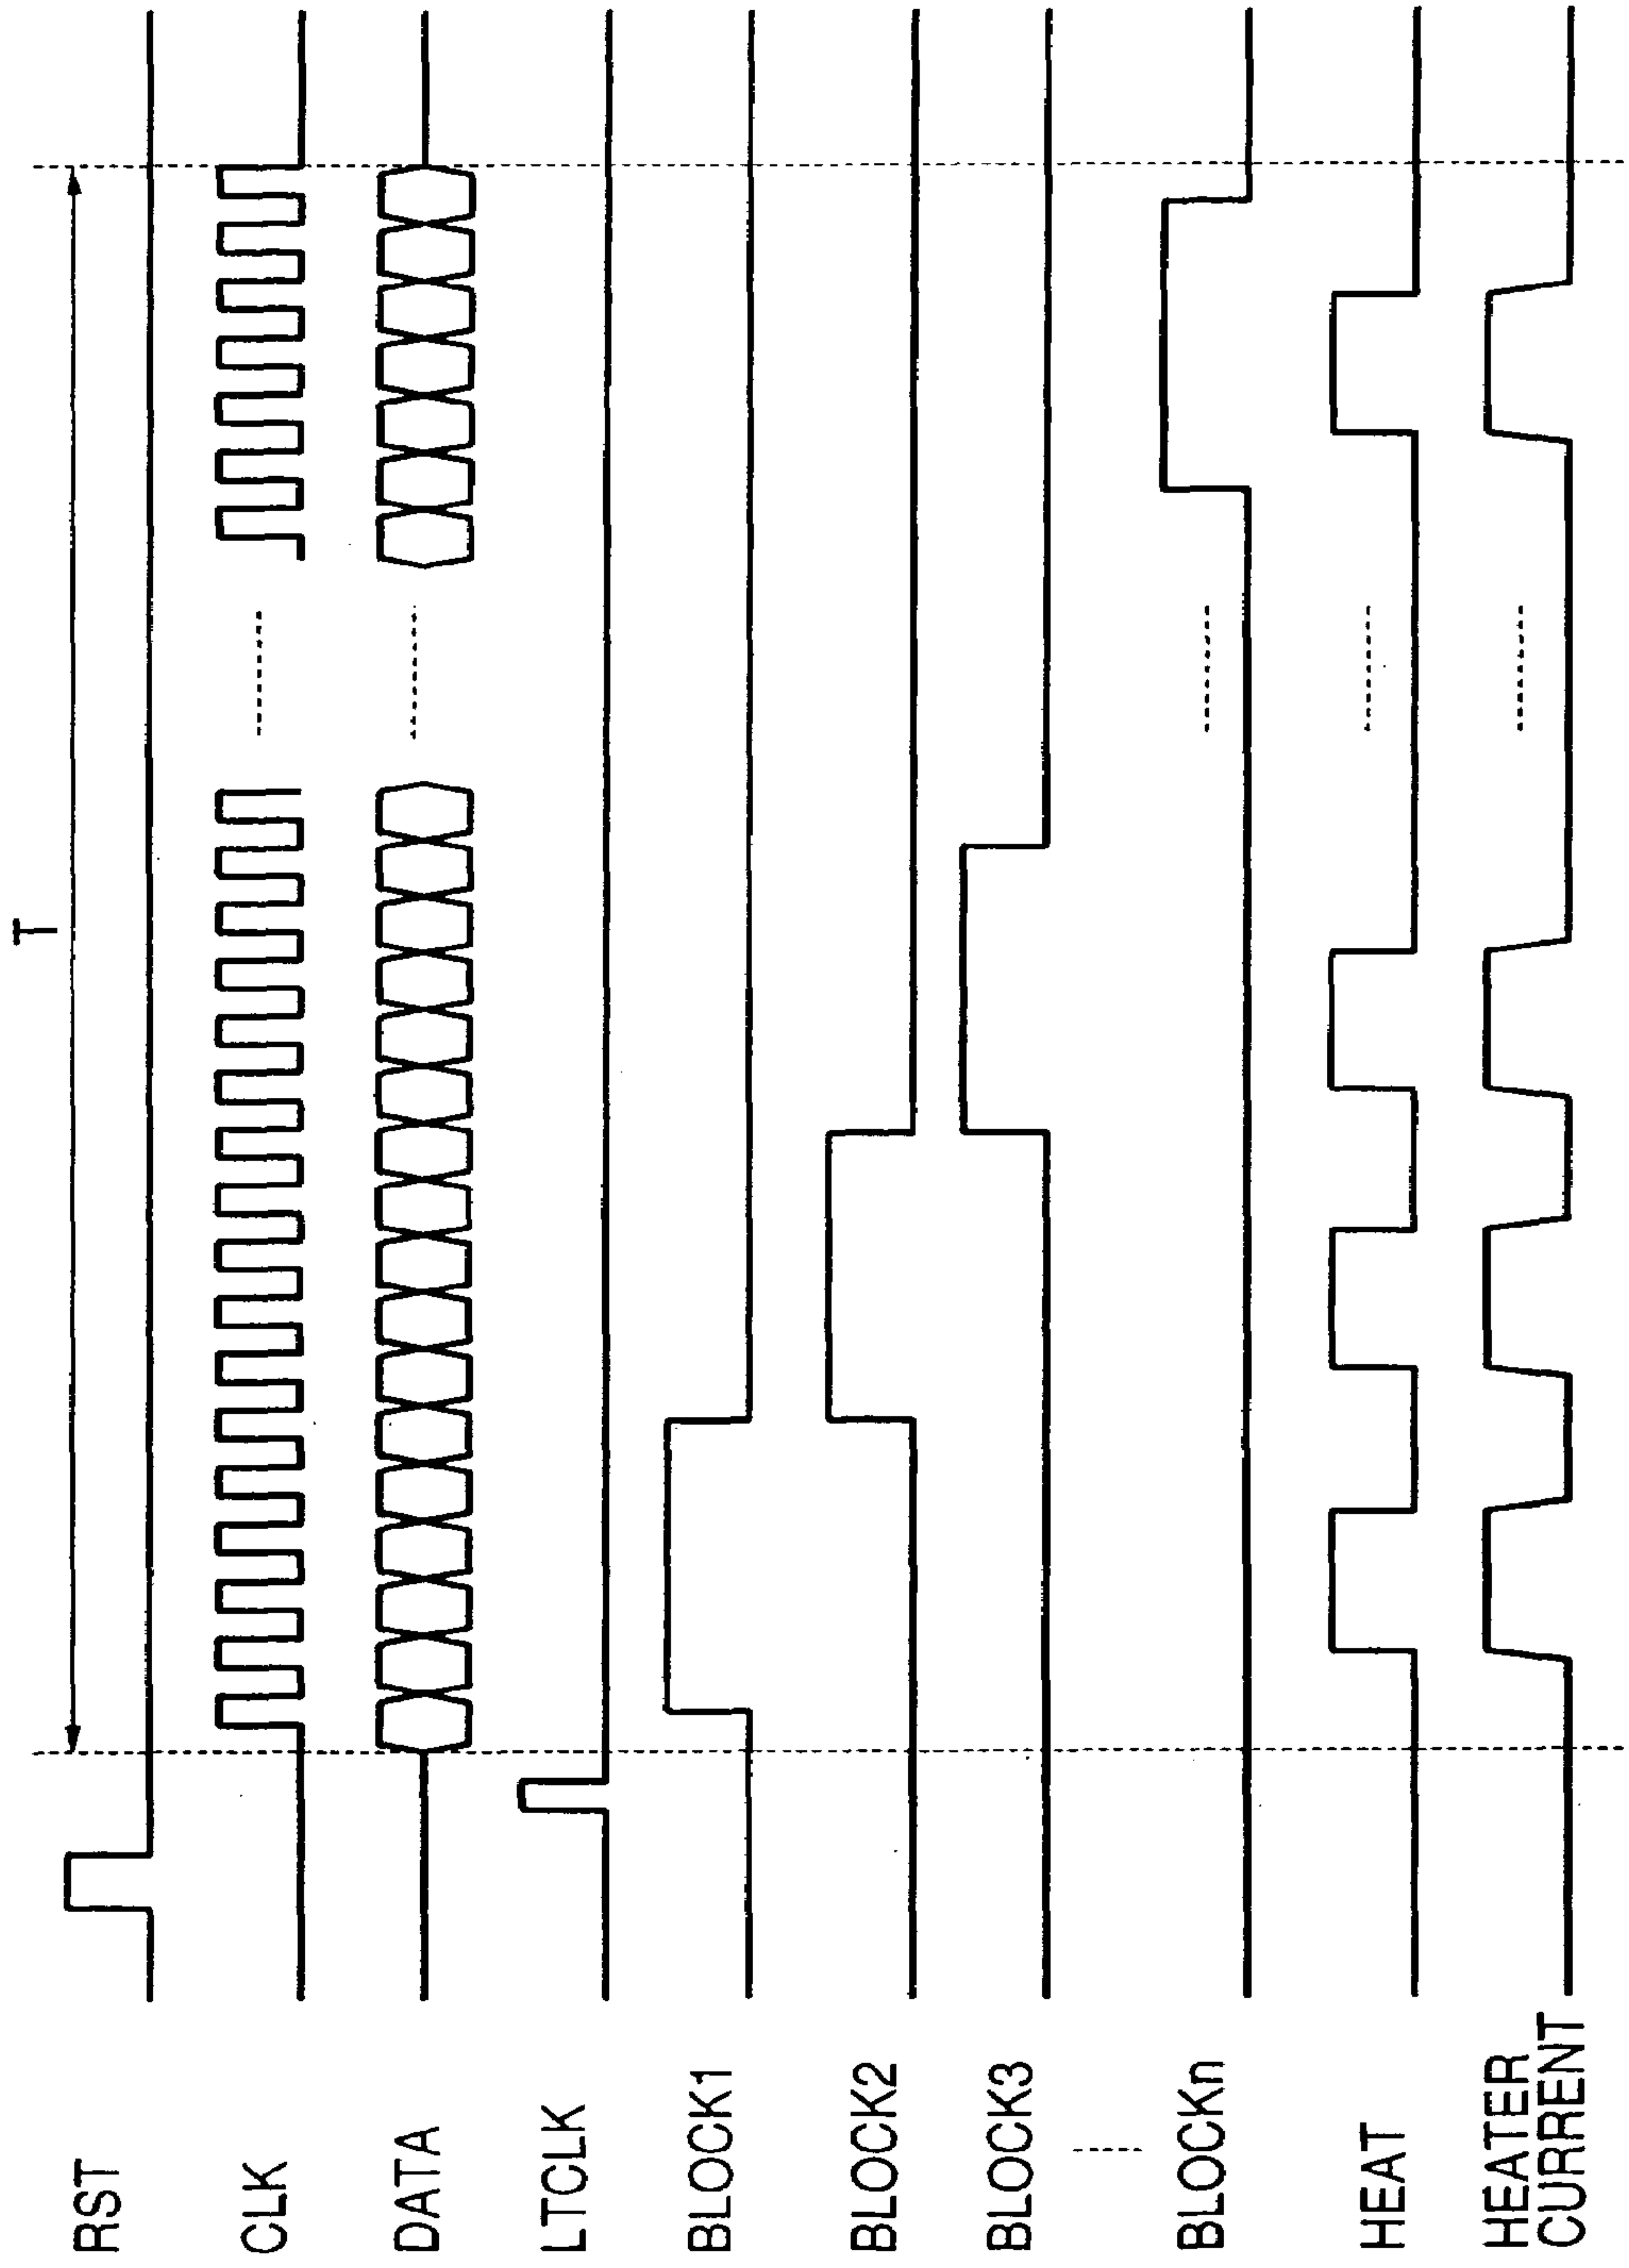 T
RST
CLK
DATA
LTCLK
BLOCK1
BLOCK2
BLOCK3
BLOCKn
HEAT
HEATER
CURRENT